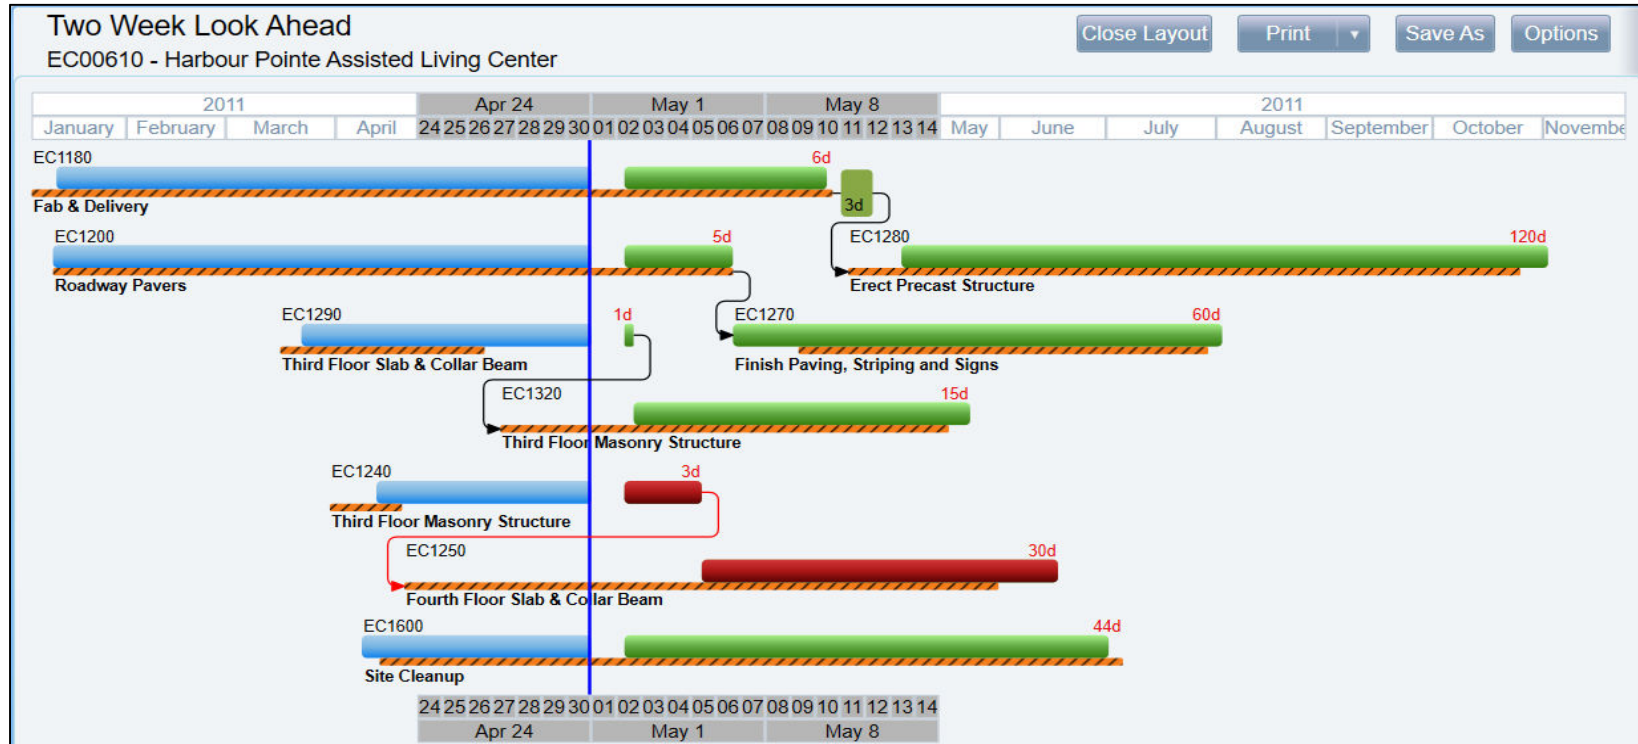 Two Week Look Ahead
EC00610 - Harbour Pointe Assisted Living Center
Close Layout Print Save As Options
2011 Apr 24 May 1 May 8 2011
January February March April 24 25 26 27 28 29 30 01 02 03 04 05 06 07 08 09 10 11 12 13 14 May June July August September October Novembe
EC1180 6d
3d
Fab & Delivery
EC1200 5d EC1280 120d
Roadway Pavers Erect Precast Structure
EC1290 1d EC1270 60d
Third Floor Slab & Collar Beam Finish Paving, Striping and Signs
EC1320 15d
Third Floor Masonry Structure
EC1240 3d
Third Floor Masonry Structure
EC1250 30d
Fourth Floor Slab & Collar Beam
EC1600 44d
Site Cleanup
24 25 26 27 28 29 30 01 02 03 04 05 06 07 08 09 10 11 12 13 14
Apr 24 May 1 May 8